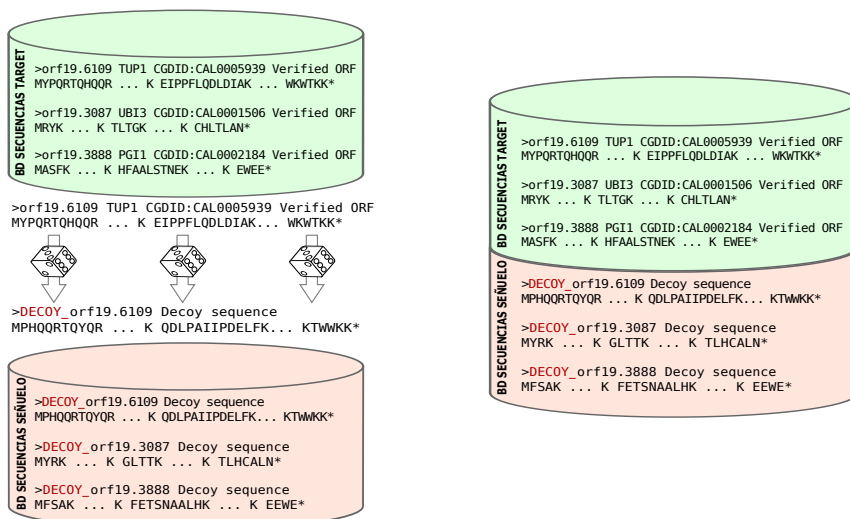 BD SECUENCIAS TARGET
>orf19.6109 TUP1 CGDID:CAL0005939 Verified ORF
MYPQRTQHQQR ... K EIPPFLQDLDIAK ... WKWTKK*
>orf19.3087 UBI3 CGDID:CAL0001506 Verified ORF
MRYK ... K TLTGK ... K CHLTLAN*
>orf19.3888 PGI1 CGDID:CAL0002184 Verified ORF
MASFK ... K HFAALSTNEK ... K EWEE*
>orf19.6109 TUP1 CGDID:CAL0005939 Verified ORF
MYPQRTQHQQR ... K EIPPFLQDLDIAK... WKWTKK*
>DECOY_orf19.6109 Decoy sequence
MPHQQRTQYQR ... K QDLPAIIPDELFK... KTWWKK*
BD SECUENCIAS SEÑUELO
>DECOY_orf19.6109 Decoy sequence
MPHQQRTQYQR ... K QDLPAIIPDELFK... KTWWKK*
>DECOY_orf19.3087 Decoy sequence
MYRK ... K GLTTK ... K TLHCALN*
>DECOY_orf19.3888 Decoy sequence
MFSAK ... K FETSNAALHK ... K EEWE*
BD SECUENCIAS TARGET
>orf19.6109 TUP1 CGDID:CAL0005939 Verified ORF
MYPQRTQHQQR ... K EIPPFLQDLDIAK ... WKWTKK*
>orf19.3087 UBI3 CGDID:CAL0001506 Verified ORF
MRYK ... K TLTGK ... K CHLTLAN*
>orf19.3888 PGI1 CGDID:CAL0002184 Verified ORF
MASFK ... K HFAALSTNEK ... K EWEE*
BD SECUENCIAS SEÑUELO
>DECOY_orf19.6109 Decoy sequence
MPHQQRTQYQR ... K QDLPAIIPDELFK... KTWWKK*
>DECOY_orf19.3087 Decoy sequence
MYRK ... K GLTTK ... K TLHCALN*
>DECOY_orf19.3888 Decoy sequence
MFSAK ... K FETSNAALHK ... K EEWE*